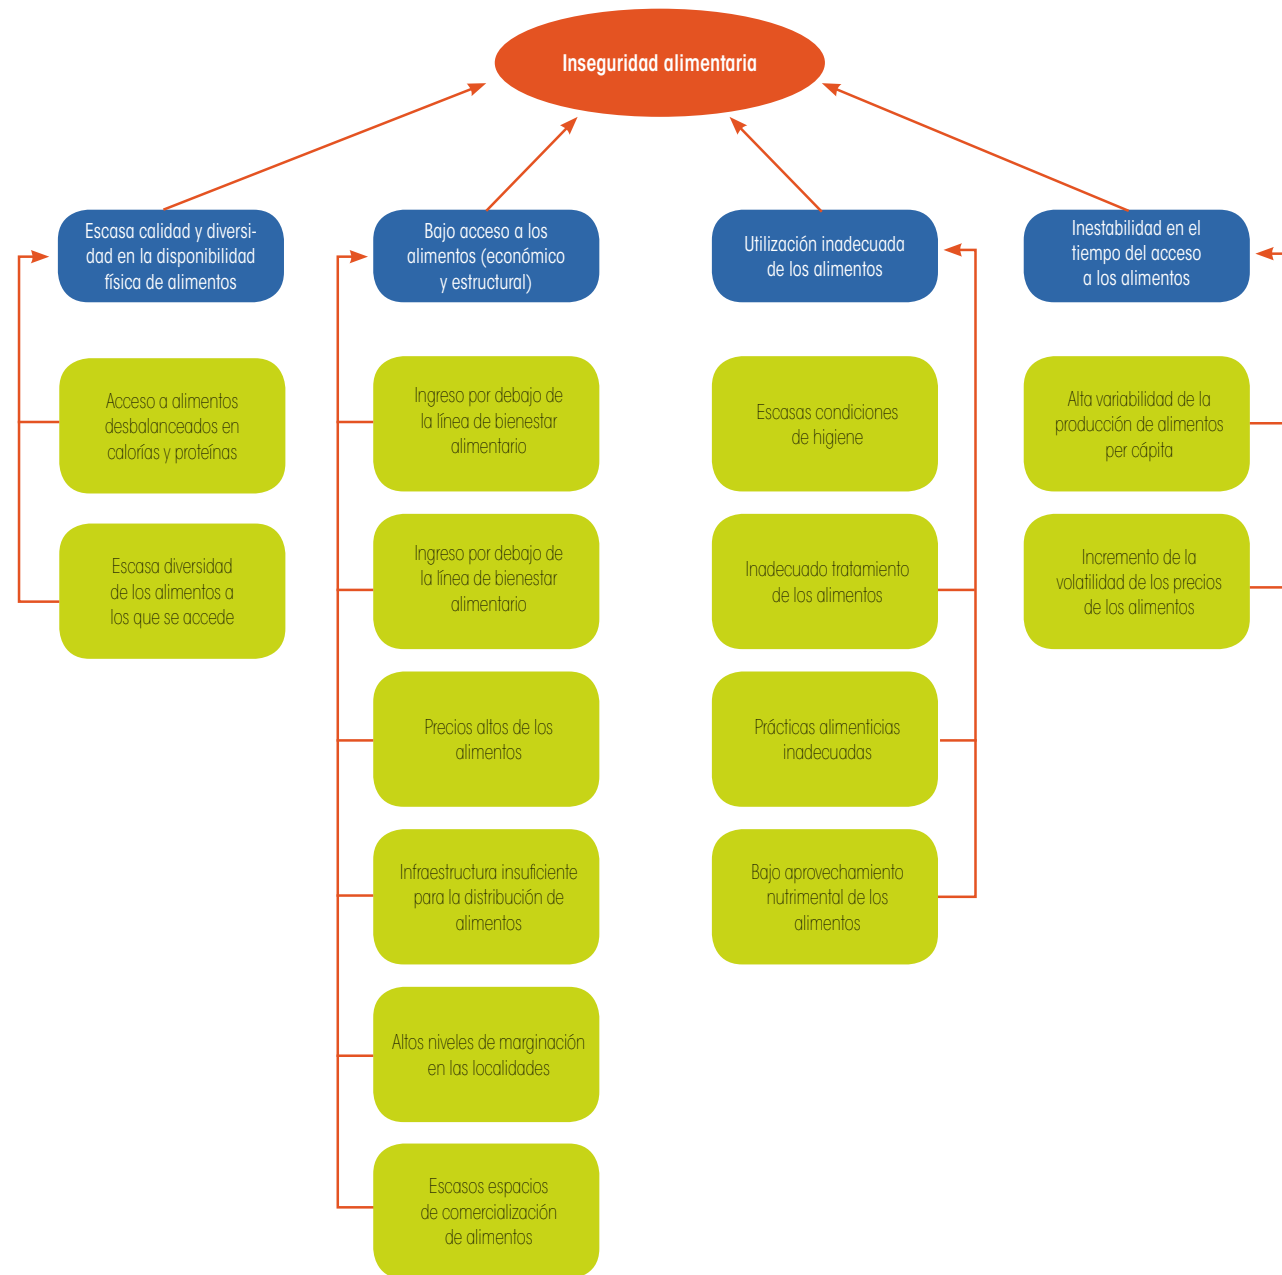 Inseguridad alimentaria
Escasa calidad y diversi-
dad en la disponibilidad
física de alimentos
Bajo acceso a los
alimentos (económico
y estructural)
Utilización inadecuada
de los alimentos
Inestabilidad en el
tiempo del acceso
a los alimentos
Acceso a alimentos
desbalanceados en
calorías y proteínas
Escasa diversidad
de los alimentos a
los que se accede
Ingreso por debajo de
la línea de bienestar
alimentario
Ingreso por debajo de
la línea de bienestar
alimentario
Precios altos de los
alimentos
Infraestructura insuficiente
para la distribución de
alimentos
Altos niveles de marginación
en las localidades
Escasos espacios
de comercialización
de alimentos
Escasas condiciones
de higiene
Inadecuado tratamiento
de los alimentos
Prácticas alimenticias
inadecuadas
Bajo aprovechamiento
nutrimental de los
alimentos
Alta variabilidad de la
producción de alimentos
per cápita
Incremento de la
volatilidad de los precios
de los alimentos